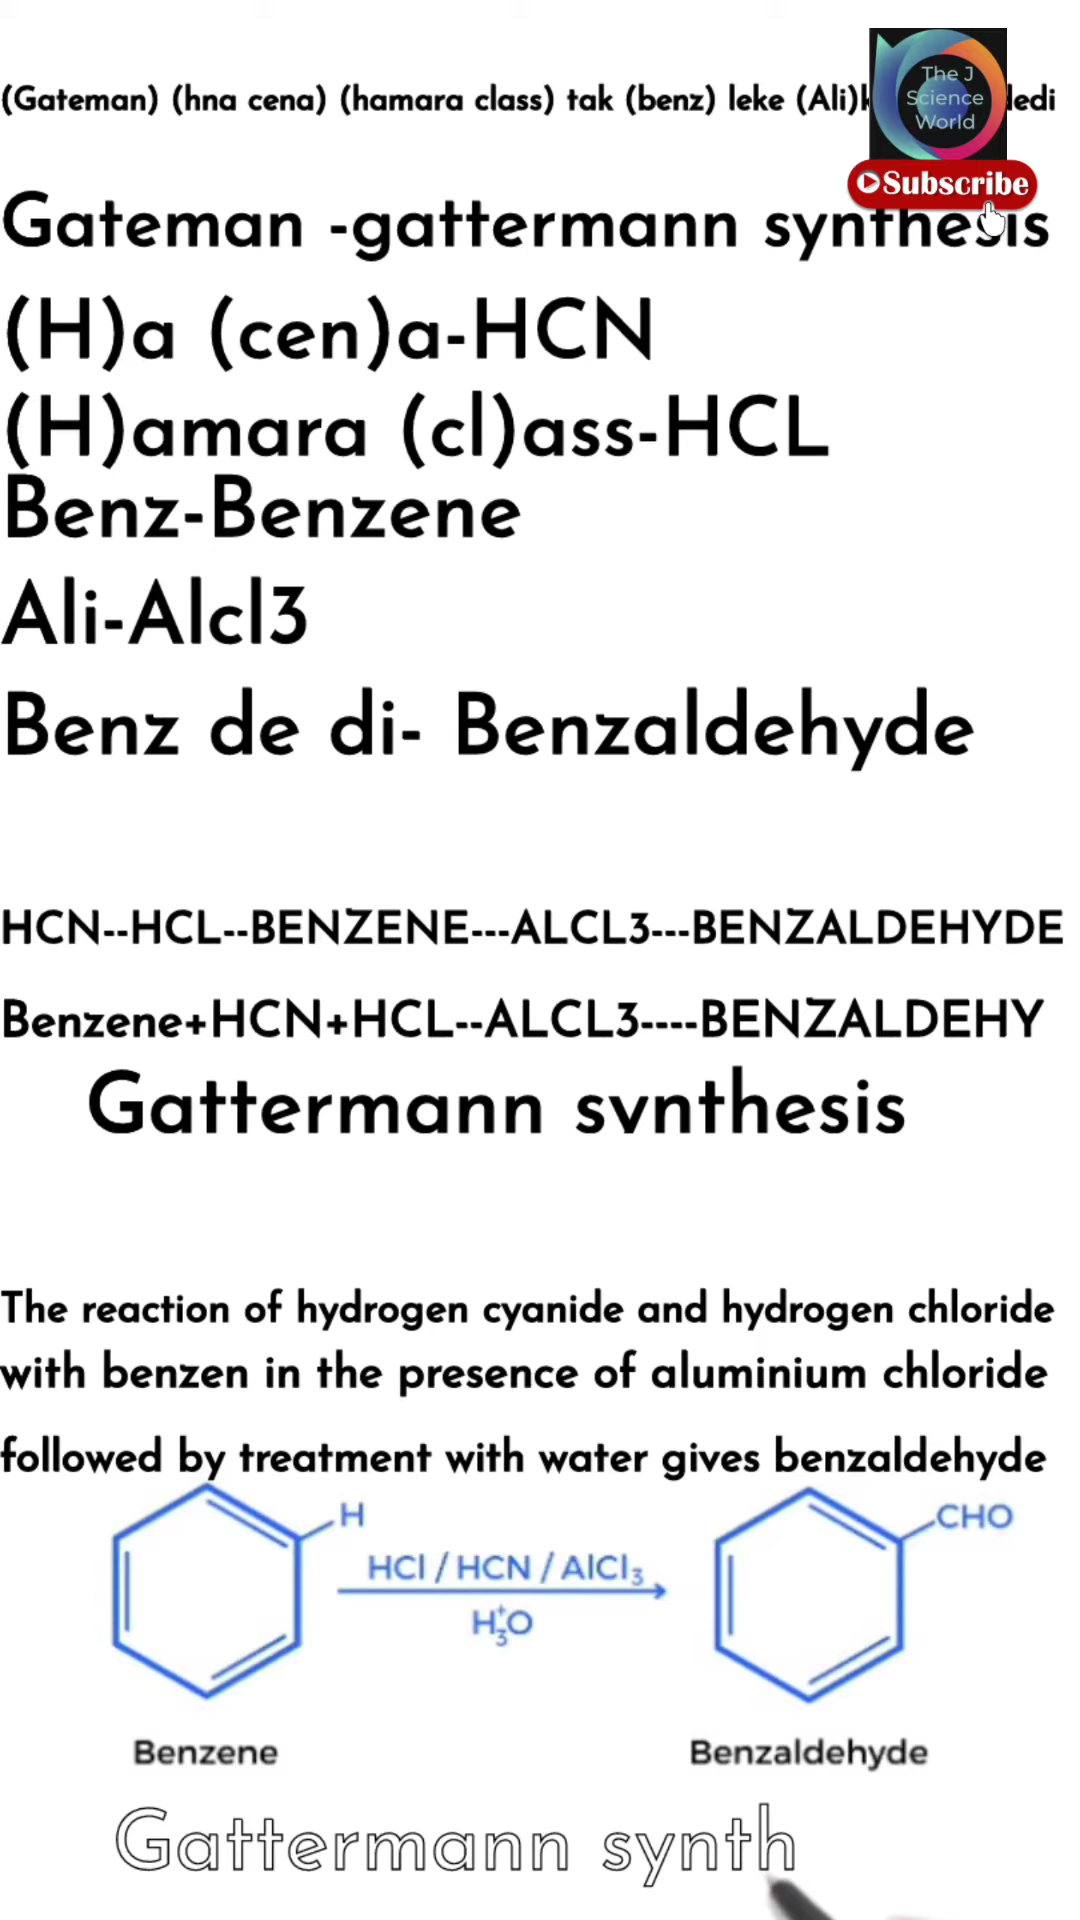 (Gateman) (hna cena) (hamara class) tak (benz) leke (Ali)
The J
Science
World
Subscribe
Gateman -gattermann synthesis
(H)a (cen)a-HCN
(H)amara (cl)ass-HCL
Benz-Benzene
Ali-Alcl3
Benz de di- Benzaldehyde
HCN--HCL--BENZENE---ALCL3---BENZALDEHYDE
Benzene+HCN+HCL--ALCL3----BENZALDEHY
Gattermann synthesis
The reaction of hydrogen cyanide and hydrogen chloride
with benzen in the presence of aluminium chloride
followed by treatment with water gives benzaldehyde
H
HCl / HCN / AlCl₃
H₃⁺O
CHO
Benzene
Benzaldehyde
Gattermann synth